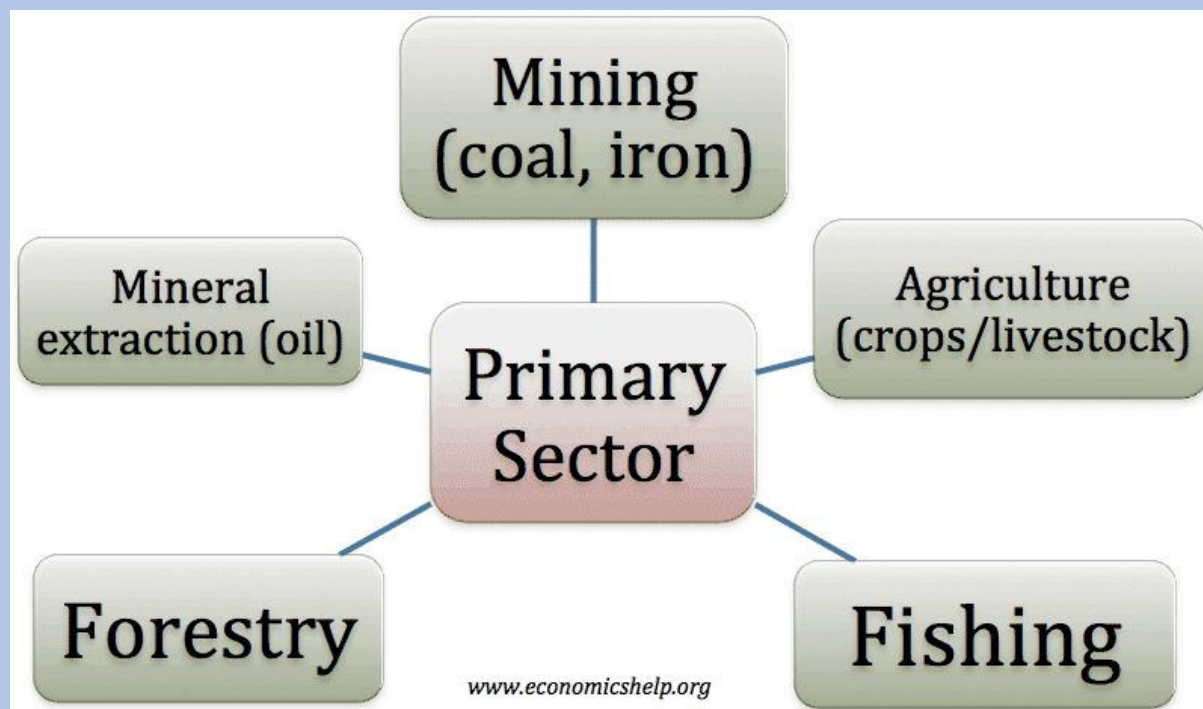 Mining
(coal, iron)
Mineral
extraction (oil)
Agriculture
(crops/livestock)
Primary
Sector
Forestry
Fishing
www.economicshelp.org